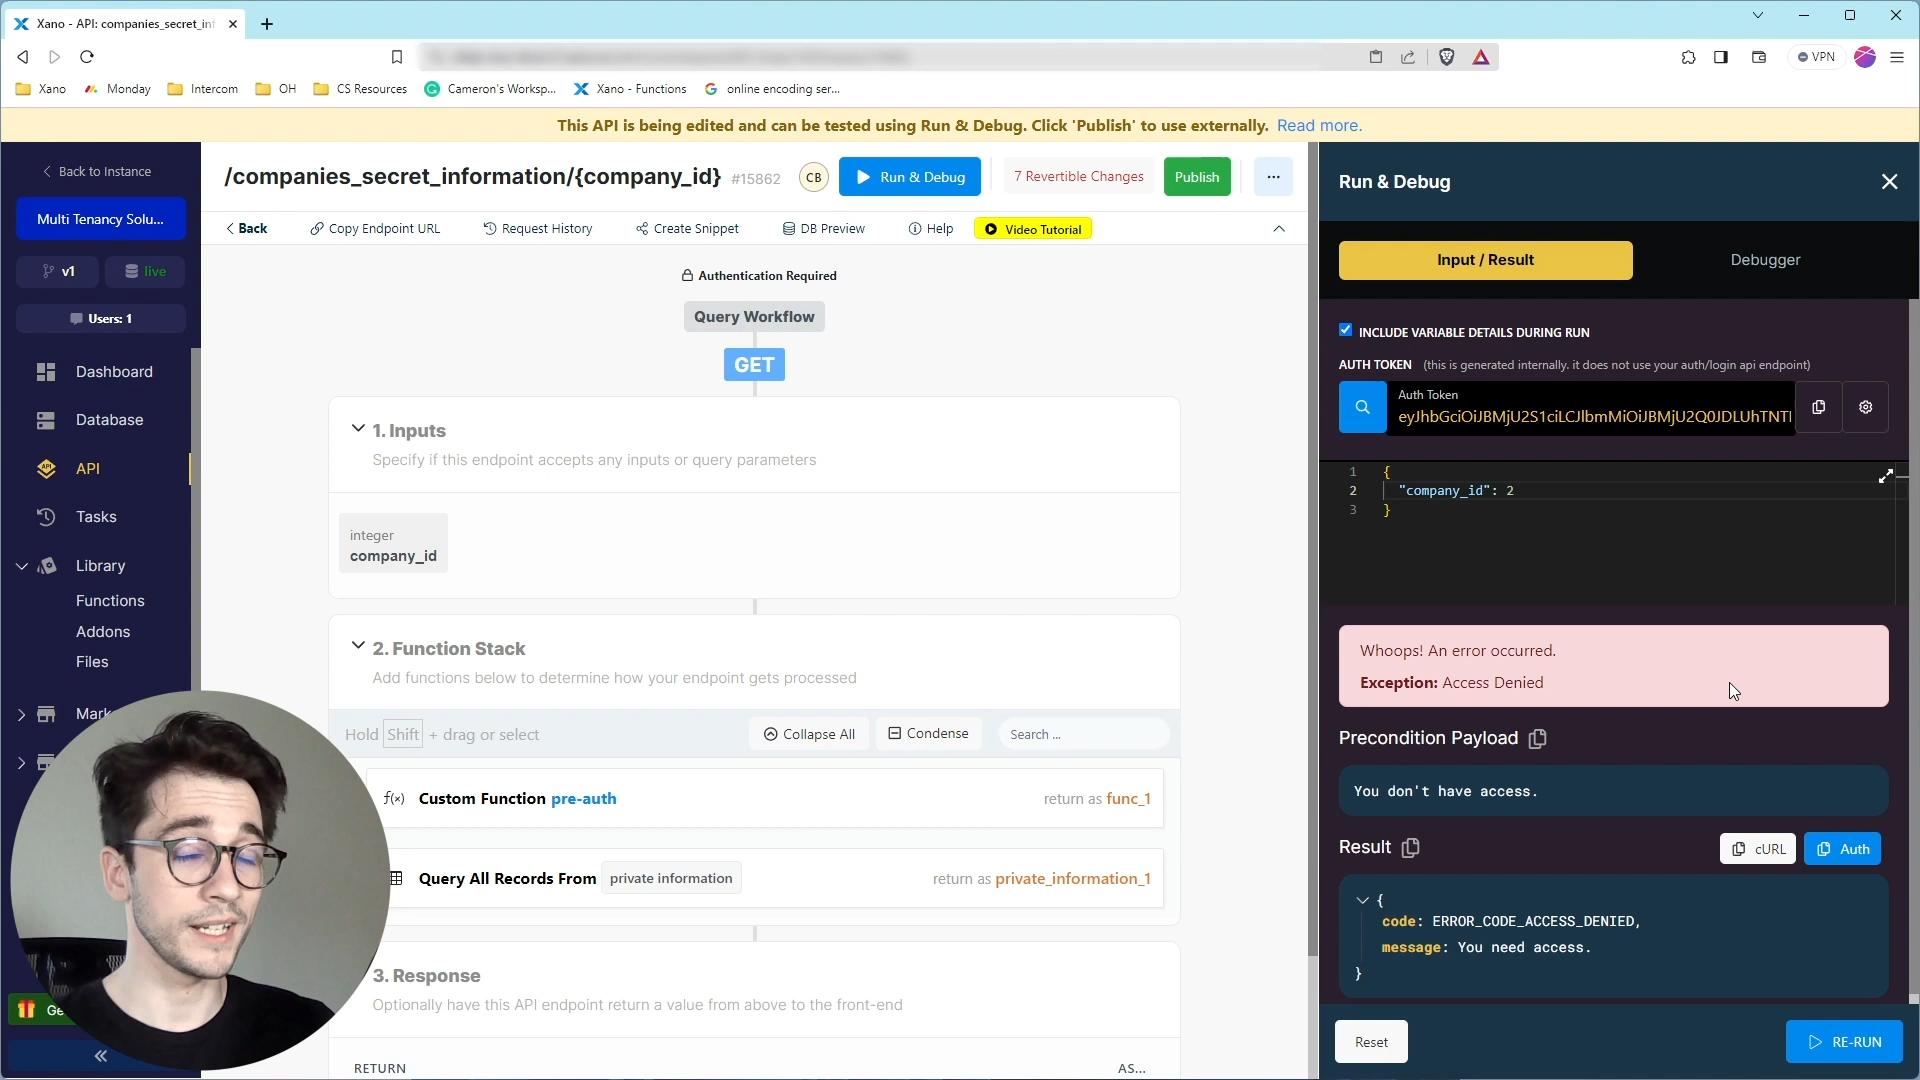 Xano - API: companies_secret_inf
VPN
Xano
Monday
Intercom
OH
CS Resources
Cameron's Worksp...
Xano - Functions
online encoding ser...
This API is being edited and can be tested using Run & Debug. Click 'Publish' to use externally. Read more.
Back to Instance
Multi Tenancy Solu...
v1
live
Users: 1
Dashboard
Database
API
Tasks
Library
Functions
Addons
Files
Mark
Ge
/companies_secret_information/{company_id} #15862
CB
Run & Debug
7 Revertible Changes
Publish
...
Back
Copy Endpoint URL
Request History
Create Snippet
DB Preview
Help
Video Tutorial
Authentication Required
Query Workflow
GET
1. Inputs
Specify if this endpoint accepts any inputs or query parameters
integer
company_id
2. Function Stack
Add functions below to determine how your endpoint gets processed
Hold Shift + drag or select
Collapse All
Condense
Search ...
f(x) Custom Function pre-auth
return as func_1
Query All Records From private information
return as private_information_1
3. Response
Optionally have this API endpoint return a value from above to the front-end
RETURN
AS...
Run & Debug
Input / Result
Debugger
INCLUDE VARIABLE DETAILS DURING RUN
AUTH TOKEN (this is generated internally. it does not use your auth/login api endpoint)
Auth Token
eyJhbGciOiJBMjU2S1ciLCJlbmMiOiJBMjU2Q0JDLUhTNTI
1 {
2 "company_id": 2
3 }
Whoops! An error occurred.
Exception: Access Denied
Precondition Payload
You don't have access.
Result
cURL
Auth
{
code: ERROR_CODE_ACCESS_DENIED,
message: You need access.
}
Reset
RE-RUN